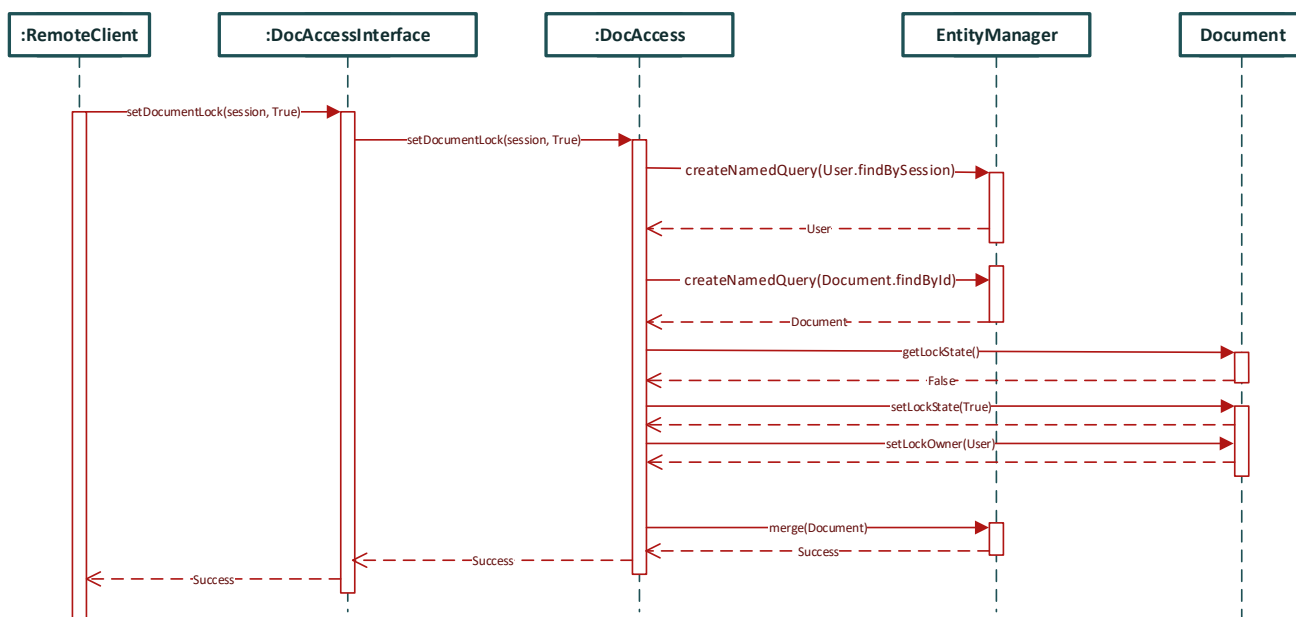 :RemoteClient
:DocAccessInterface
:DocAccess
EntityManager
Document
setDocumentLock(session, True)
setDocumentLock(session, True)
createNamedQuery(User.findBySession)
User
createNamedQuery(Document.findById)
Document
getLockState()
False
setLockState(True)
setLockOwner(User)
merge(Document)
Success
Success
Success